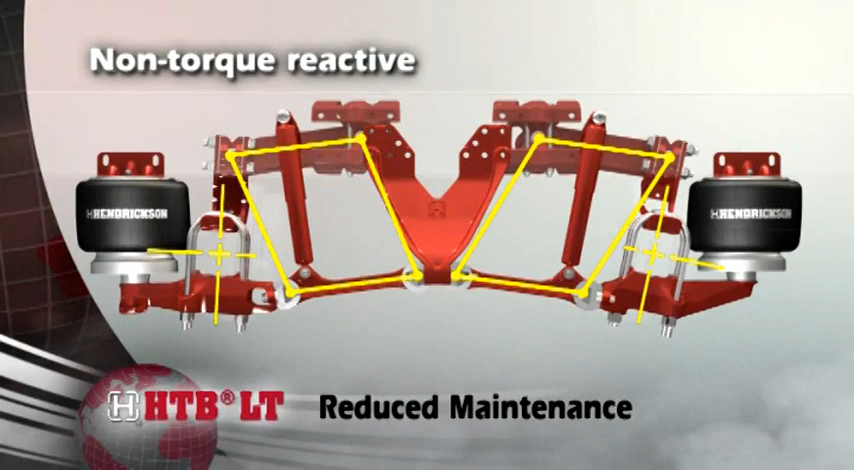 Non-torque reactive
HENDRICKSON
HENDRICKSON
H HTB® LT
Reduced Maintenance